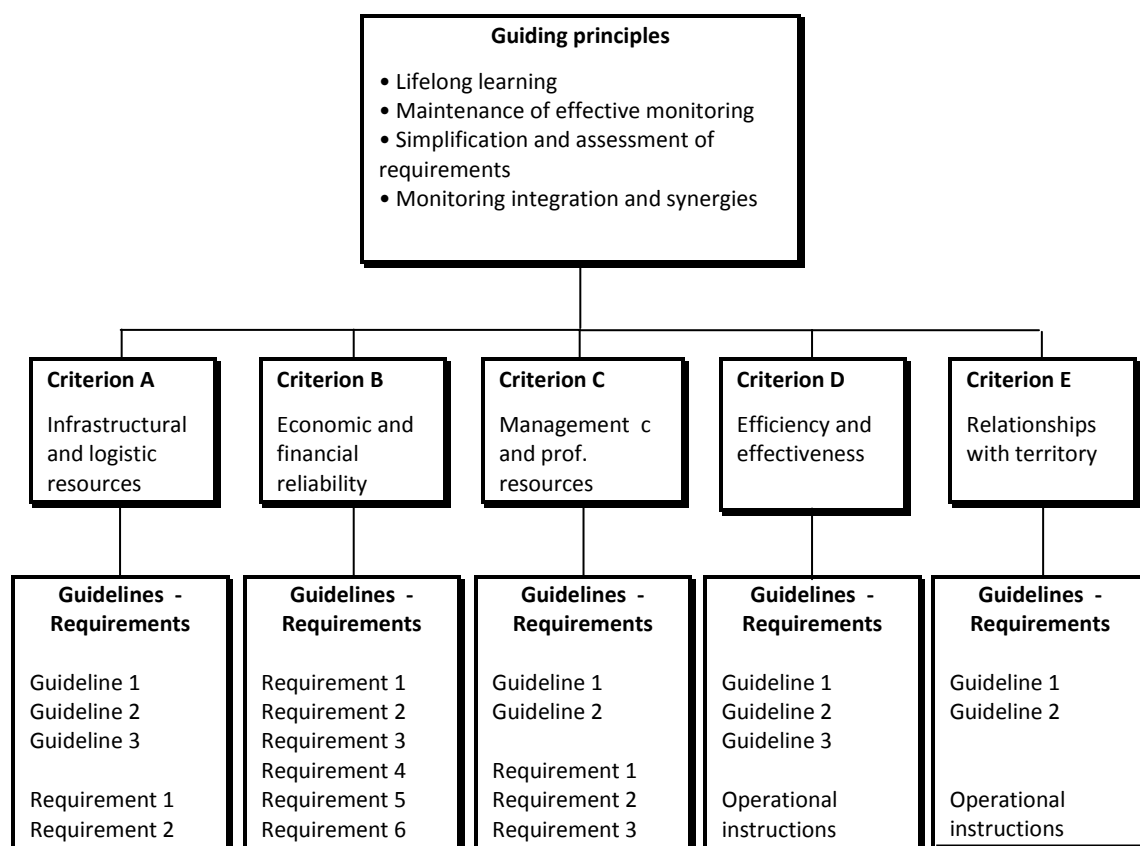 Guiding principles
• Lifelong learning
• Maintenance of effective monitoring
• Simplification and assessment of
requirements
• Monitoring integration and synergies
Criterion A
Infrastructural
and logistic
resources
Criterion B
Economic and
financial
reliability
Criterion C
Management c
and prof.
resources
Criterion D
Efficiency and
effectiveness
Criterion E
Relationships
with territory
Guidelines -
Requirements
Guideline 1
Guideline 2
Guideline 3
Requirement 1
Requirement 2
Guidelines -
Requirements
Requirement 1
Requirement 2
Requirement 3
Requirement 4
Requirement 5
Requirement 6
Guidelines -
Requirements
Guideline 1
Guideline 2
Requirement 1
Requirement 2
Requirement 3
Guidelines -
Requirements
Guideline 1
Guideline 2
Guideline 3
Operational
instructions
Guidelines -
Requirements
Guideline 1
Guideline 2
Operational
instructions